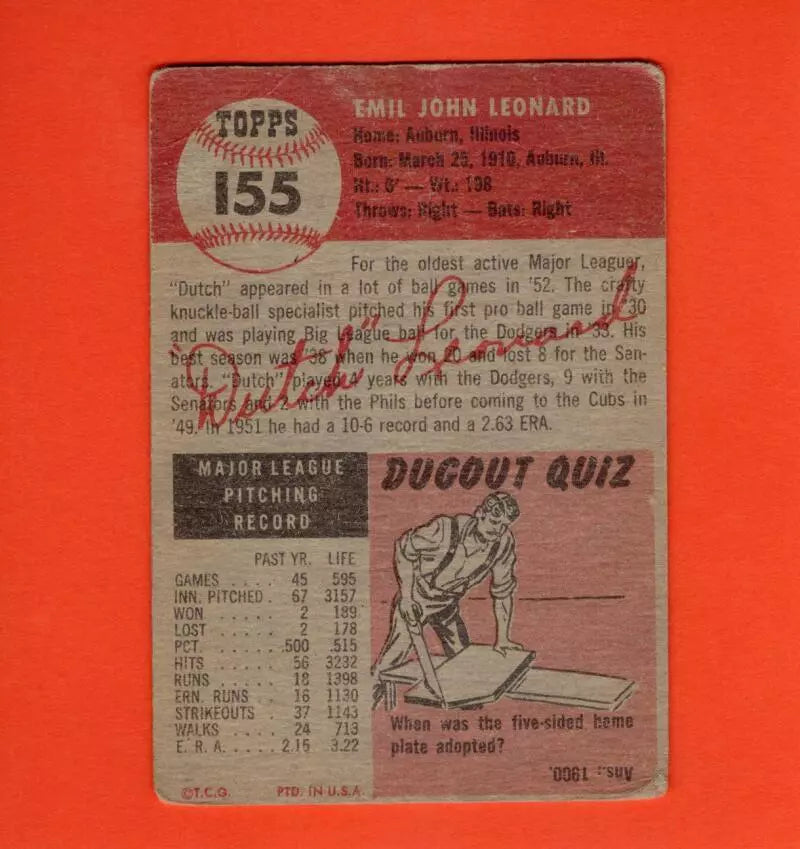 TOPPS
155
EMIL JOHN LEONARD
Home: Auburn, Illinois
Born: March 25, 1910, Auburn, Ill.
Ht.: 6' — Wt.: 198
Throws: Right — Bats: Right
For the oldest active Major Leaguer,
"Dutch" appeared in a lot of ball games in '52. The crafty
knuckle-ball specialist pitched his first pro ball game in '30
and was playing Big League ball for the Dodgers in '33. His
best season was '38 when he won 20 and lost 8 for the Sen-
ators. "Dutch" played 4 years with the Dodgers, 9 with the
Senators and 2 with the Phils before coming to the Cubs in
'49. In 1951 he had a 10-6 record and a 2.63 ERA.
"Dutch" Leonard
MAJOR LEAGUE
PITCHING
RECORD
PAST YR. LIFE
GAMES .... 45 595
INN. PITCHED . 67 3157
WON ..... 2 189
LOST ..... 2 178
PCT. ..... .500 .515
HITS ..... 56 3232
RUNS ..... 18 1398
ERN. RUNS .. 16 1130
STRIKEOUTS . 37 1143
WALKS .... 24 713
E. R. A. ..... 2.15 3.22
DUGOUT QUIZ
When was the five-sided home
plate adopted?
Ans.: 1900.
©T.C.G. PTD. IN U.S.A.